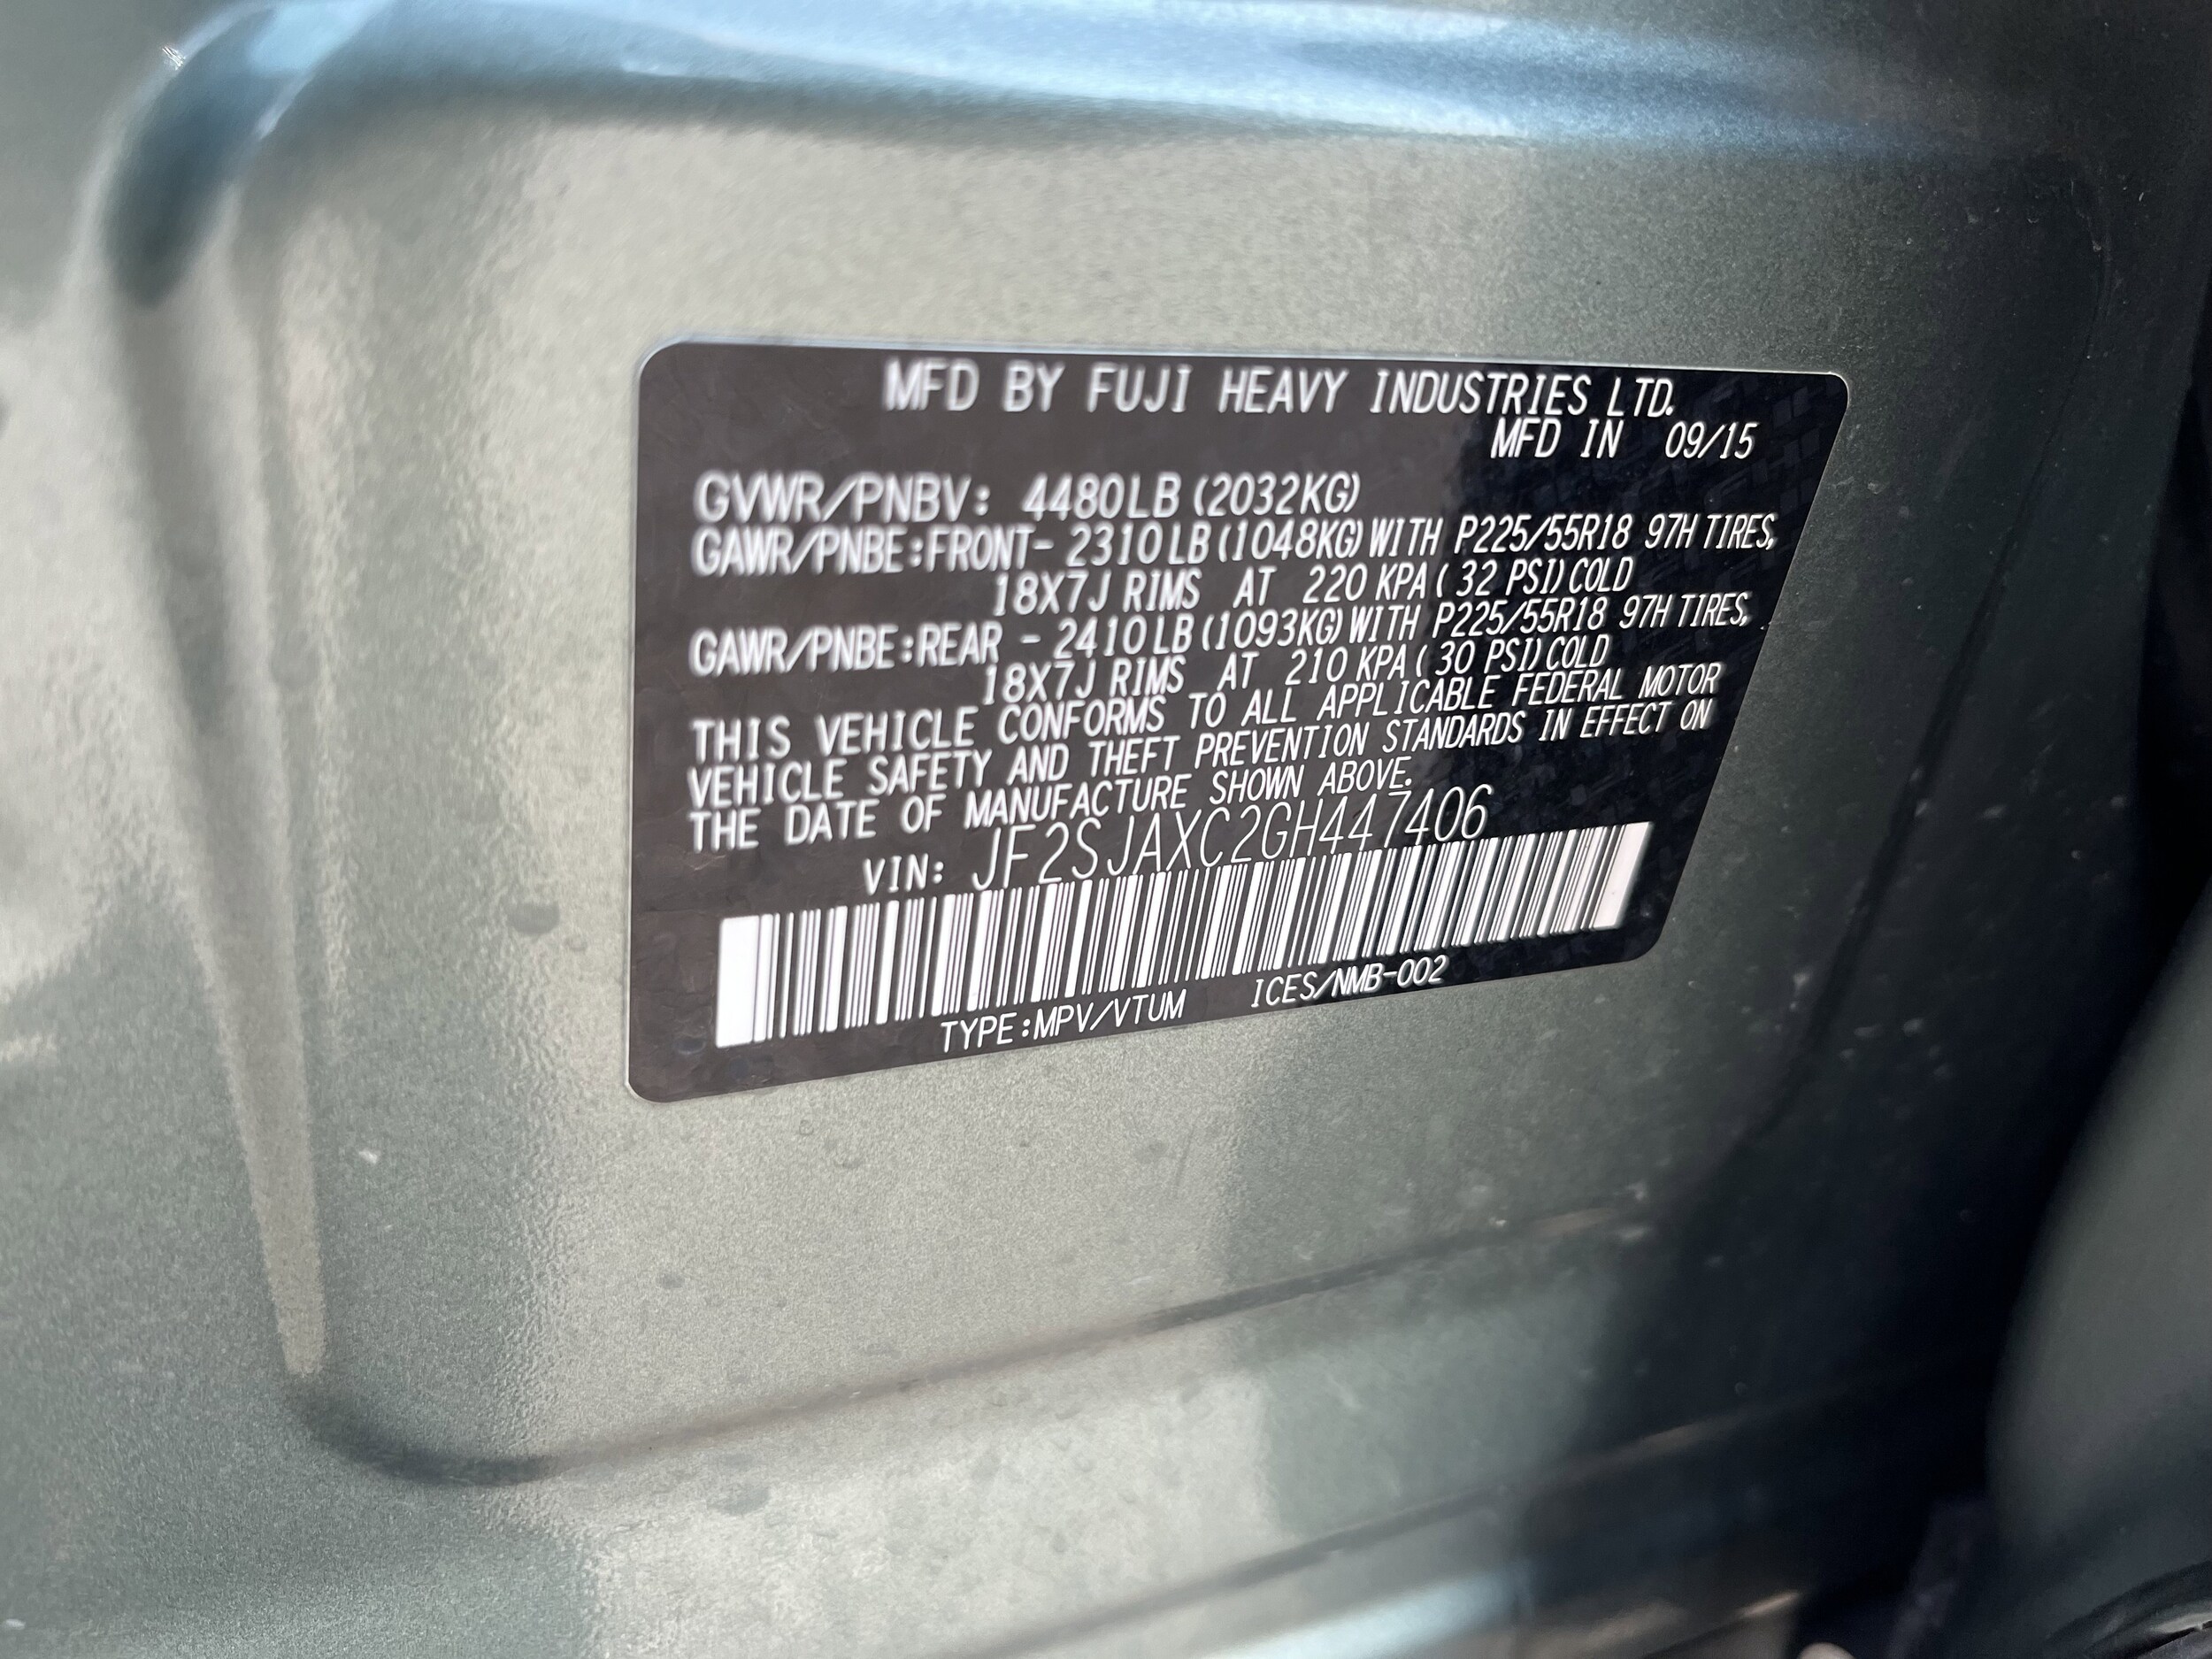 MFD BY FUJI HEAVY INDUSTRIES LTD.
MFD IN 09/15
GVWR/PNBV: 4480LB (2032KG)
GAWR/PNBE:FRONT- 2310LB (1048KG) WITH P225/55R18 97H TIRES,
18X7J RIMS AT 220 KPA ( 32 PSI) COLD
GAWR/PNBE:REAR - 2410LB (1093KG) WITH P225/55R18 97H TIRES,
18X7J RIMS AT 210 KPA ( 30 PSI) COLD
THIS VEHICLE CONFORMS TO ALL APPLICABLE FEDERAL MOTOR
VEHICLE SAFETY AND THEFT PREVENTION STANDARDS IN EFFECT ON
THE DATE OF MANUFACTURE SHOWN ABOVE.
VIN: JF2SJAXC2GH447406
TYPE:MPV/VTUM ICES/NMB-002